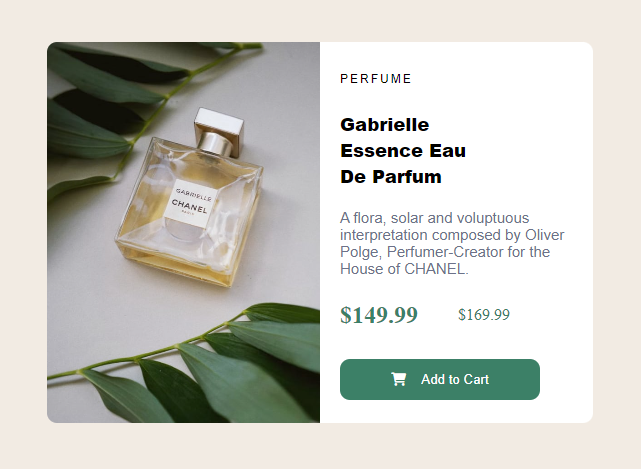 GABRIELLE
CHANEL
PARIS
PERFUME
Gabrielle
Essence Eau
De Parfum
A flora, solar and voluptuous
interpretation composed by Oliver
Polge, Perfumer-Creator for the
House of CHANEL.
$149.99 $169.99
Add to Cart